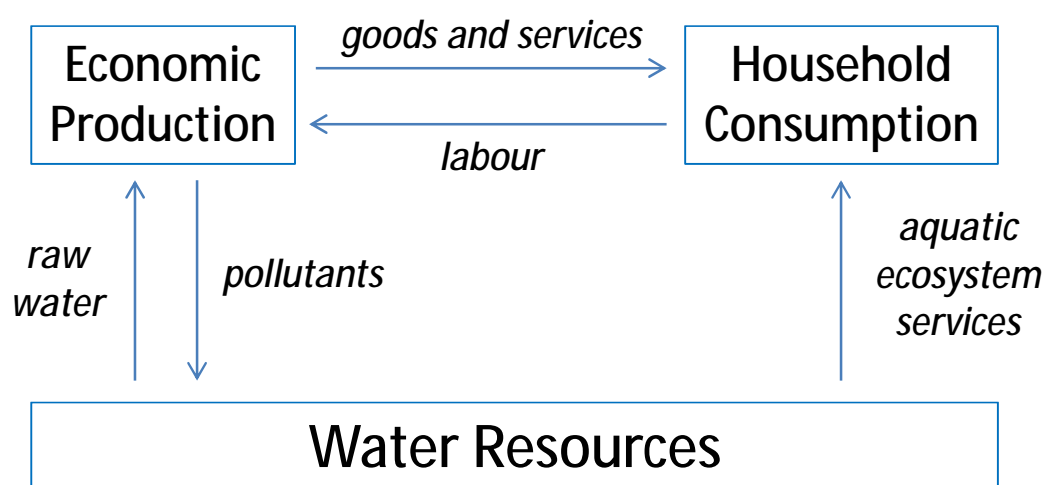 goods and services
Economic
Production
Household
Consumption
labour
raw
water
pollutants
aquatic
ecosystem
services
Water Resources